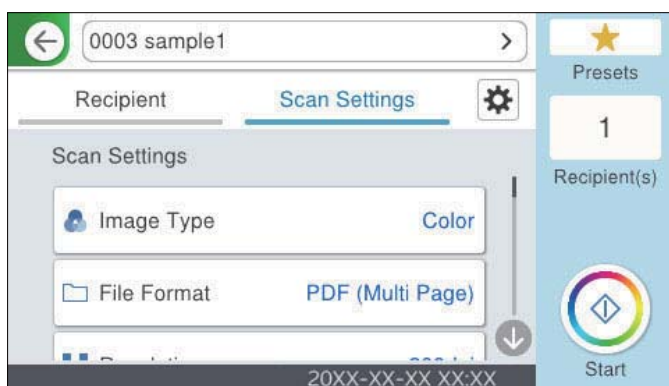 0003 sample1
Presets
Recipient
Scan Settings
1
Recipient(s)
Scan Settings
Image Type
Color
File Format
PDF (Multi Page)
20XX-XX-XX XX:XX
Start